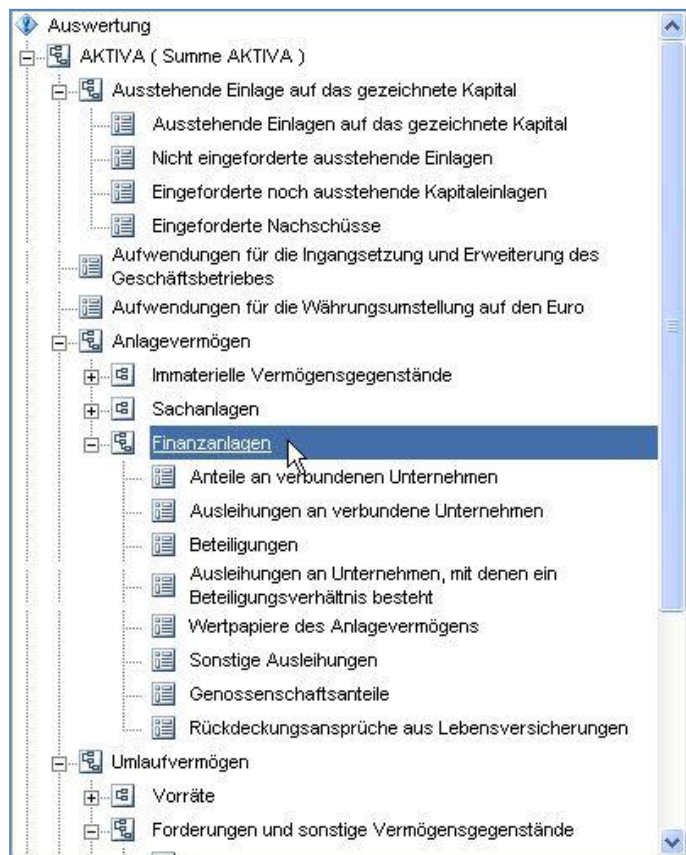 Auswertung
AKTIVA ( Summe AKTIVA )
Ausstehende Einlage auf das gezeichnete Kapital
Ausstehende Einlagen auf das gezeichnete Kapital
Nicht eingeforderte ausstehende Einlagen
Eingeforderte noch ausstehende Kapitaleinlagen
Eingeforderte Nachschüsse
Aufwendungen für die Ingangsetzung und Erweiterung des
Geschäftsbetriebes
Aufwendungen für die Währungsumstellung auf den Euro
Anlagevermögen
Immaterielle Vermögensgegenstände
Sachanlagen
Finanzanlagen
Anteile an verbundenen Unternehmen
Ausleihungen an verbundene Unternehmen
Beteiligungen
Ausleihungen an Unternehmen, mit denen ein
Beteiligungsverhältnis besteht
Wertpapiere des Anlagevermögens
Sonstige Ausleihungen
Genossenschaftsanteile
Rückdeckungsansprüche aus Lebensversicherungen
Umlaufvermögen
Vorräte
Forderungen und sonstige Vermögensgegenstände